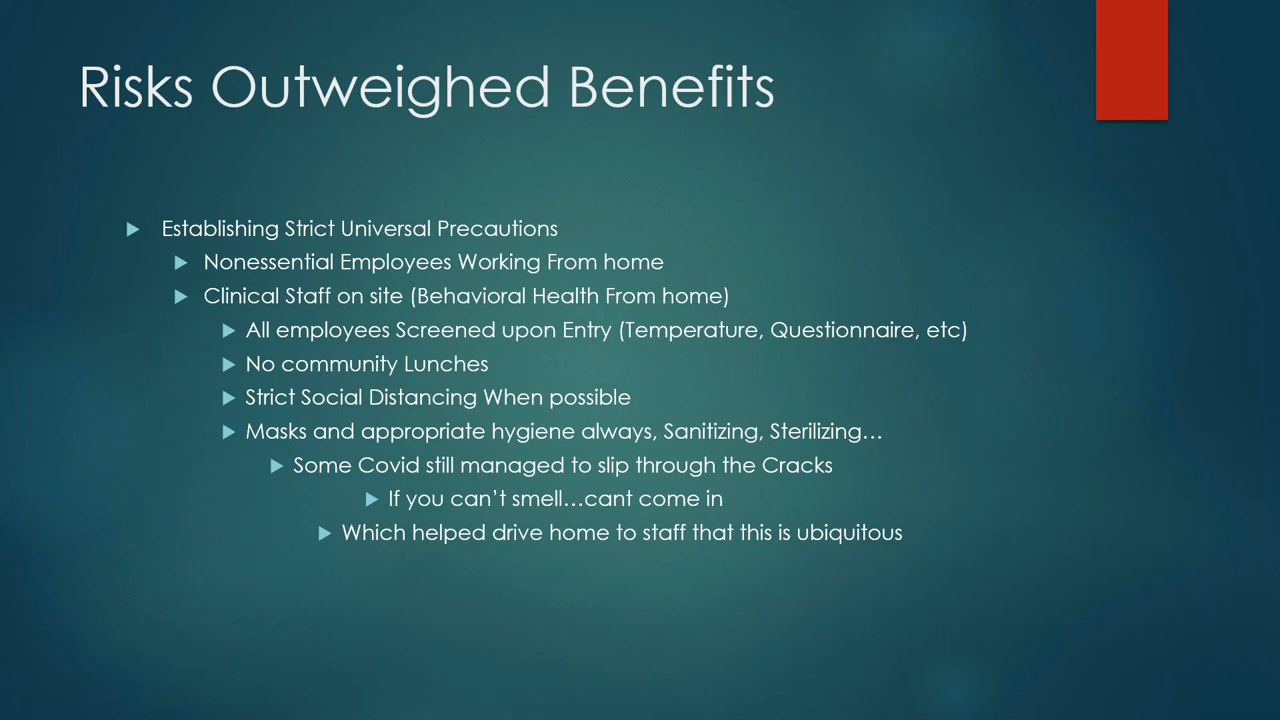 Risks Outweighed Benefits
Establishing Strict Universal Precautions
Nonessential Employees Working From home
Clinical Staff on site (Behavioral Health From home)
All employees Screened upon Entry (Temperature, Questionnaire, etc)
No community Lunches
Strict Social Distancing When possible
Masks and appropriate hygiene always, Sanitizing, Sterilizing…
Some Covid still managed to slip through the Cracks
If you can’t smell…cant come in
Which helped drive home to staff that this is ubiquitous